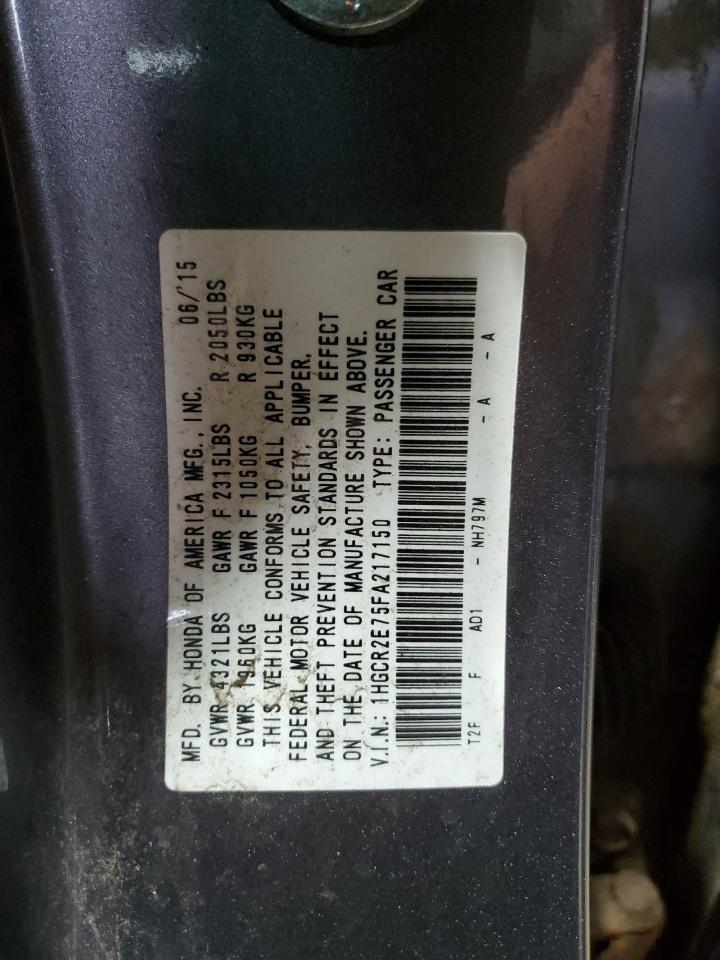 MFD. BY HONDA OF AMERICA MFG., INC. 06/'15
GVWR 4321LBS GAWR F 2315LBS R 2050LBS
GVWR 1960KG GAWR F 1050KG R 930KG
THIS VEHICLE CONFORMS TO ALL APPLICABLE
FEDERAL MOTOR VEHICLE SAFETY, BUMPER,
AND THEFT PREVENTION STANDARDS IN EFFECT
ON THE DATE OF MANUFACTURE SHOWN ABOVE.
V.I.N.: 1HGCR2E75FA217150 TYPE: PASSENGER CAR
T2F F AD1 - NH797M - A - A